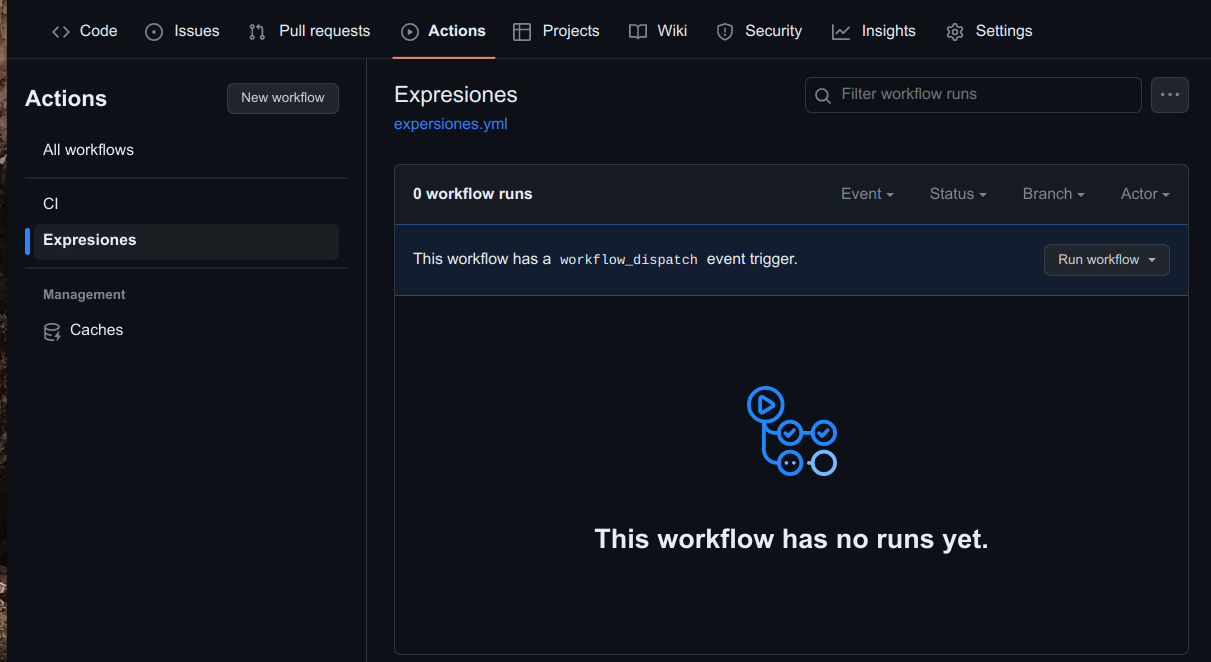 Code Issues Pull requests Actions Projects Wiki Security Insights Settings
Actions
New workflow
All workflows
CI
Expresiones
Management
Caches
Expresiones
expersiones.yml
Filter workflow runs
0 workflow runs
Event Status Branch Actor
This workflow has a workflow_dispatch event trigger.
Run workflow
This workflow has no runs yet.